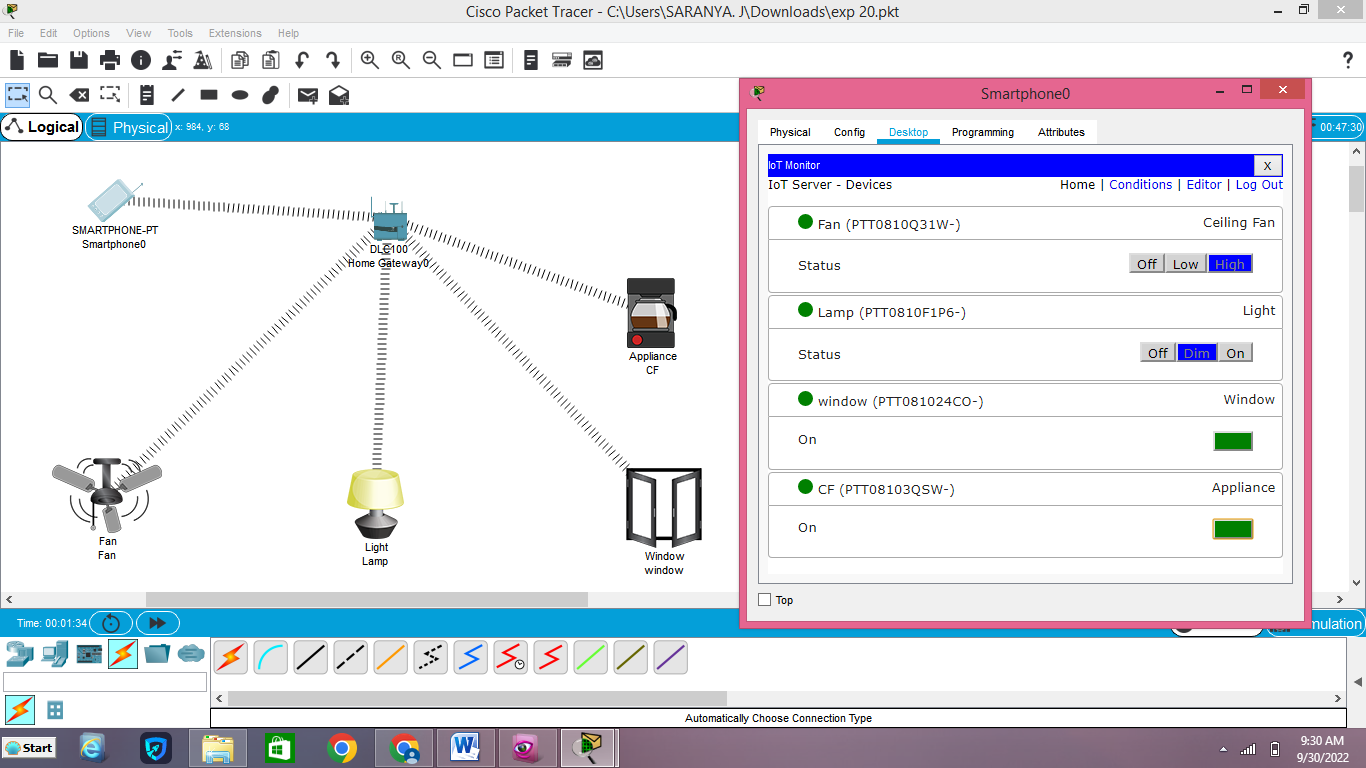 Cisco Packet Tracer - C:\Users\SARANYA. J\Downloads\exp 20.pkt
File Edit Options View Tools Extensions Help
Logical Physical x: 984, y: 68
00:47:30
SMARTPHONE-PT
Smartphone0
DLC100
Home Gateway0
Appliance
CF
Fan
Fan
Light
Lamp
Window
window
Smartphone0
Physical Config Desktop Programming Attributes
IoT Monitor X
IoT Server - Devices Home | Conditions | Editor | Log Out
Fan (PTT0810Q31W-) Ceiling Fan
Status Off Low High
Lamp (PTT0810F1P6-) Light
Status Off Dim On
window (PTT081024CO-) Window
On
CF (PTT08103QSW-) Appliance
On
Top
Time: 00:01:34
mulation
Automatically Choose Connection Type
Start
9:30 AM
9/30/2022